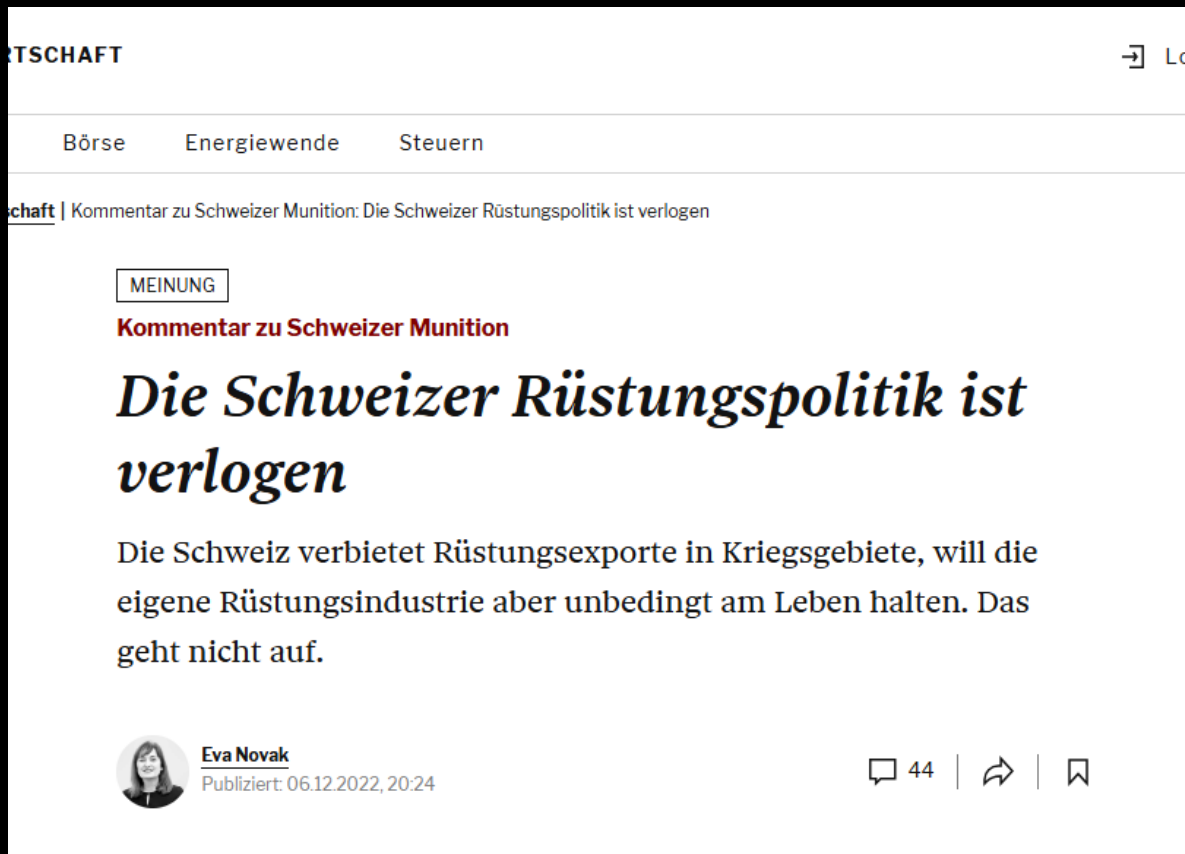 RTSCHAFT
Lo
Börse Energiewende Steuern
schaft | Kommentar zu Schweizer Munition: Die Schweizer Rüstungspolitik ist verlogen
MEINUNG
Kommentar zu Schweizer Munition
Die Schweizer Rüstungspolitik ist
verlogen
Die Schweiz verbietet Rüstungsexporte in Kriegsgebiete, will die
eigene Rüstungsindustrie aber unbedingt am Leben halten. Das
geht nicht auf.
Eva Novak
Publiziert: 06.12.2022, 20:24
44